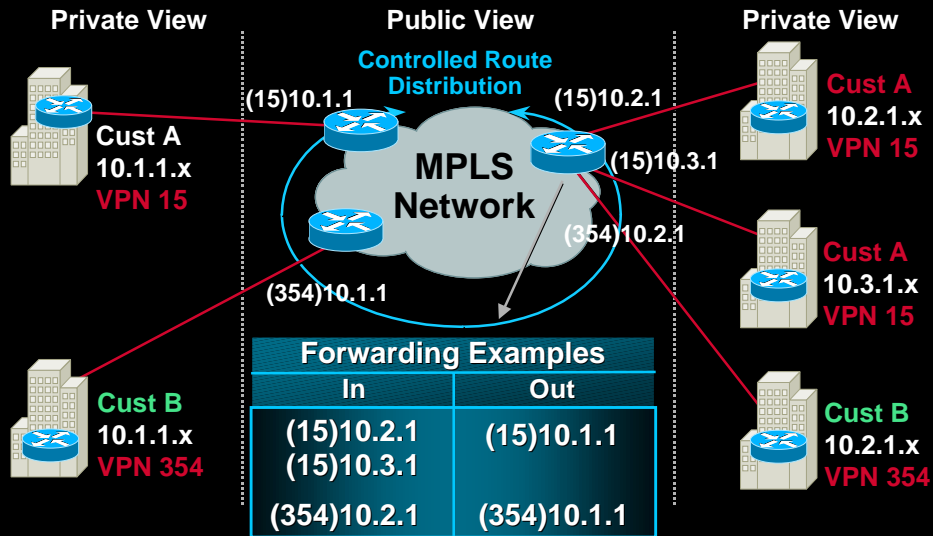 Private View
Public View
Private View
Controlled Route
Distribution
(15)10.1.1
(15)10.2.1
Cust A
10.1.1.x
VPN 15
Cust A
10.2.1.x
VPN 15
MPLS
Network
(15)10.3.1
(354)10.2.1
(354)10.1.1
Cust A
10.3.1.x
VPN 15
Cust B
10.1.1.x
VPN 354
Cust B
10.2.1.x
VPN 354
Forwarding Examples
In
Out
(15)10.2.1
(15)10.1.1
(15)10.3.1
(354)10.2.1
(354)10.1.1